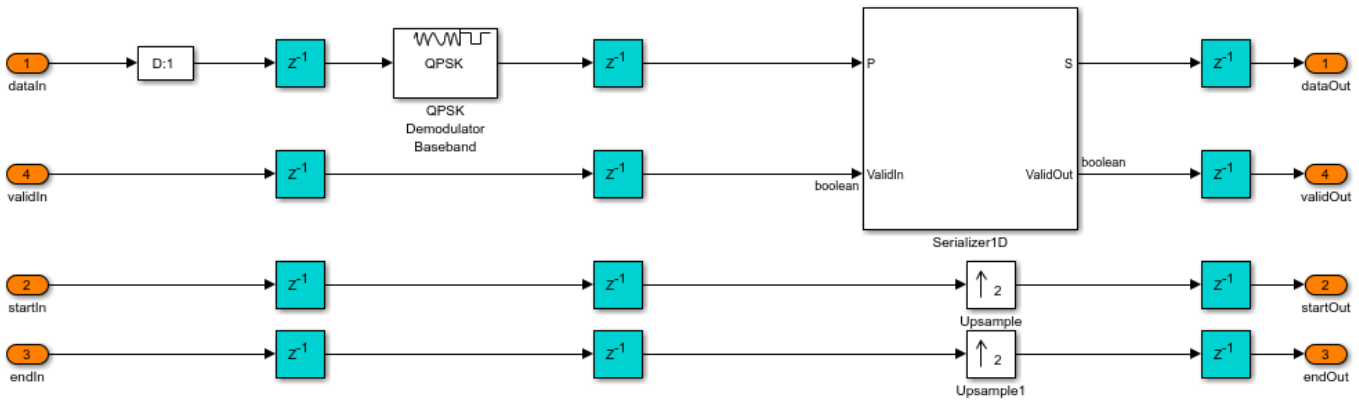 1
dataIn
D:1
Z-1
QPSK
QPSK
Demodulator
Baseband
Z-1
P
S
Z-1
1
dataOut
4
validIn
Z-1
Z-1
boolean
ValidIn
ValidOut
boolean
Z-1
4
validOut
Serializer1D
2
startIn
Z-1
Z-1
2
Upsample
Z-1
2
startOut
3
endIn
Z-1
Z-1
2
Upsample1
Z-1
3
endOut